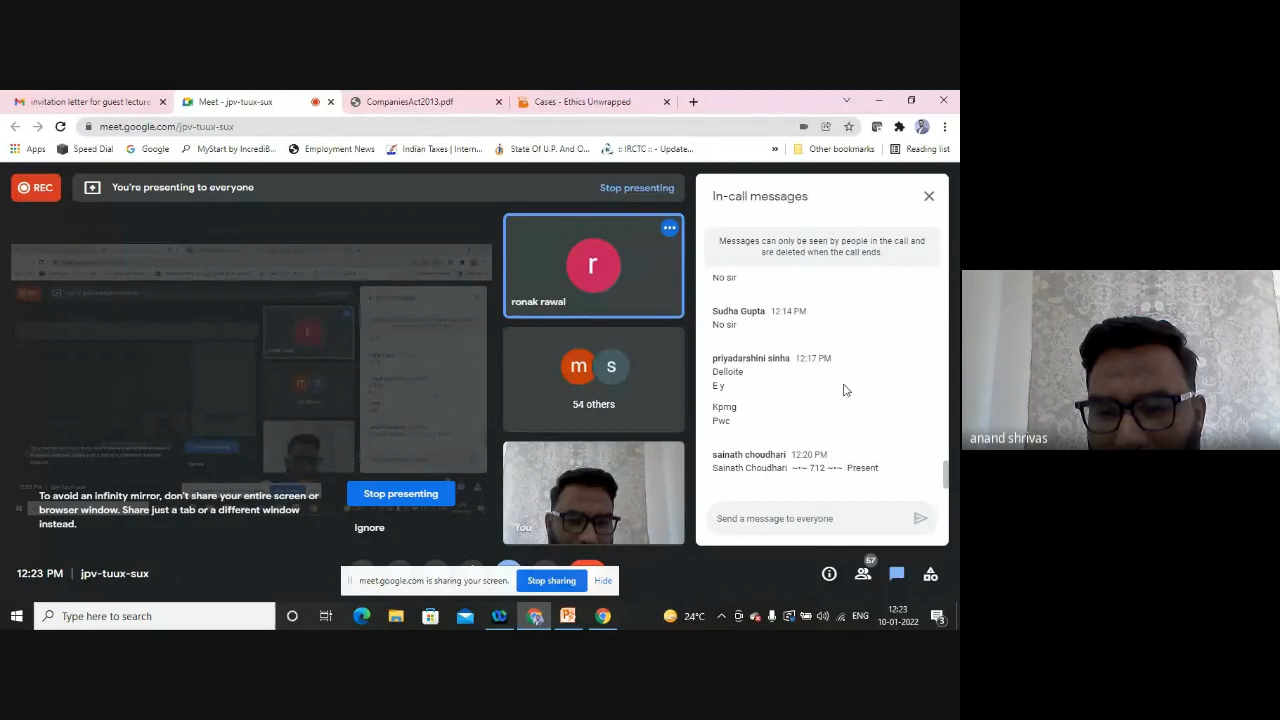 invitation letter for guest lecture
Meet - jpv-tuux-sux
CompaniesAct2013.pdf
Cases - Ethics Unwrapped
meet.google.com/jpv-tuux-sux
Apps
Speed Dial
Google
MyStart by IncrediB...
Employment News
Indian Taxes | Intern...
State Of U.P. And O...
:: IRCTC :: - Update...
»
Other bookmarks
Reading list
REC
You're presenting to everyone
Stop presenting
In-call messages
Messages can only be seen by people in the call and
are deleted when the call ends.
No sir
Sudha Gupta 12:14 PM
No sir
priyadarshini sinha 12:17 PM
Delloite
E y
Kpmg
Pwc
sainath choudhari 12:20 PM
Sainath Choudhari ~•~ 712 ~•~ Present
Send a message to everyone
r
ronak rawal
m s
54 others
You
To avoid an infinity mirror, don't share your entire screen or
browser window. Share just a tab or a different window
instead.
Stop presenting
Ignore
12:23 PM | jpv-tuux-sux
67
meet.google.com is sharing your screen.
Stop sharing
Hide
Type here to search
24°C
ENG
12:23
10-01-2022
3
anand shrivas